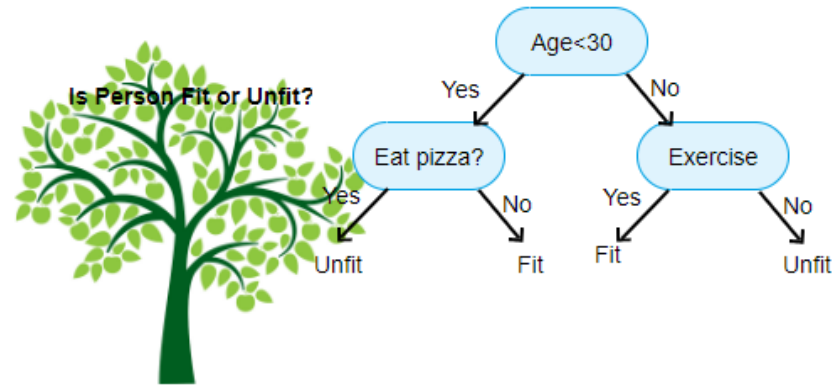 Is Person Fit or Unfit?
Age<30
Yes
No
Eat pizza?
Exercise
Yes
No
Yes
No
Unfit
Fit
Fit
Unfit